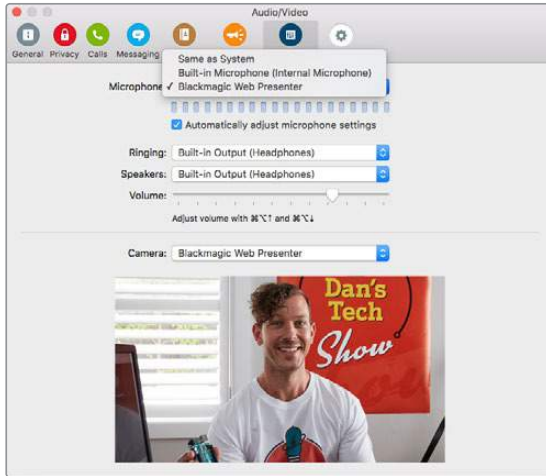 Audio/Video
General Privacy Calls Messaging
Same as System
Built-in Microphone (Internal Microphone)
Microphone ✓ Blackmagic Web Presenter
Automatically adjust microphone settings
Ringing: Built-in Output (Headphones)
Speakers: Built-in Output (Headphones)
Volume:
Adjust volume with ⌘⌥↑ and ⌘⌥↓
Camera: Blackmagic Web Presenter
Dan's
Tech
Show